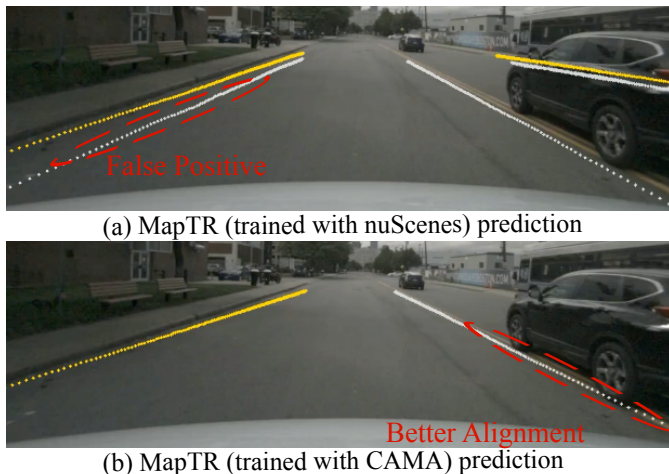 False Positive
(a) MapTR (trained with nuScenes) prediction
Better Alignment
(b) MapTR (trained with CAMA) prediction